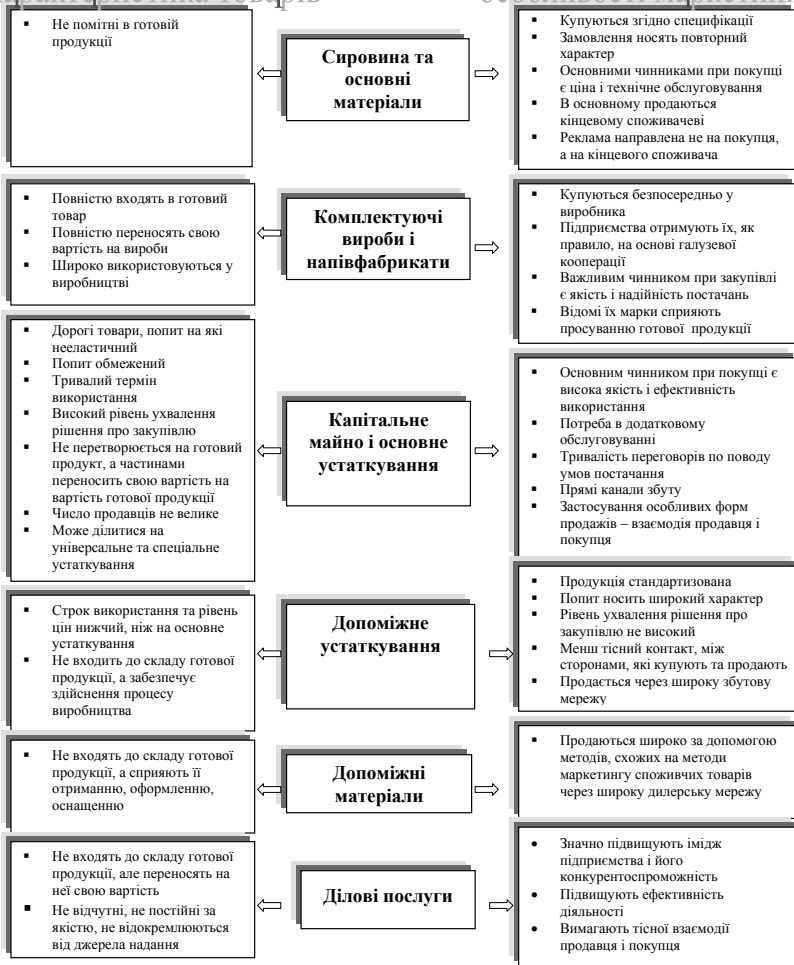 Характеристика товарів
особливості маркетин
Не помітні в готовій
продукції
Сировина та
основні
матеріали
Купуються згідно специфікації
Замовлення носять повторний
характер
Основними чинниками при покупці
є ціна і технічне обслуговування
В основному продаються
кінцевому споживачеві
Реклама направлена не на покупця,
а на кінцевого споживача
Повністю входять в готовий
товар
Повністю переносять свою
вартість на вироби
Широко використовуються у
виробництві
Комплектуючі
вироби і
напівфабрикати
Купуються безпосередньо у
виробника
Підприємства отримують їх, як
правило, на основі галузевої
кооперації
Важливим чинником при закупівлі
є якість і надійність постачань
Відомі їх марки сприяють
просуванню готової продукції
Дорогі товари, попит на які
нееластичний
Попит обмежений
Тривалий термін
використання
Високий рівень ухвалення
рішення про закупівлю
Не перетворюється на готовий
продукт, а частинами
переносить свою вартість на
вартість готової продукції
Число продавців не велике
Може ділитися на
універсальне та спеціальне
устаткування
Капітальне
майно і основне
устаткування
Основним чинником при покупці є
висока якість і ефективність
використання
Потреба в додатковому
обслуговуванні
Тривалість переговорів по поводу
умов постачання
Прямі канали збуту
Застосування особливих форм
продажів – взаємодія продавця і
покупця
Строк використання та рівень
цін нижчий, ніж на основне
устаткування
Не входить до складу готової
продукції, а забезпечує
здійснення процесу
виробництва
Допоміжне
устаткування
Продукція стандартизована
Попит носить широкий характер
Рівень ухвалення рішення про
закупівлю не високий
Менш тісний контакт, між
сторонами, які купують та продають
Продається через широку збутову
мережу
Не входять до складу готової
продукції, а сприяють її
отриманню, оформленню,
оснащенню
Допоміжні
матеріали
Продаються широко за допомогою
методів, схожих на методи
маркетингу споживчих товарів
через широку дилерську мережу
Не входять до складу готової
продукції, але переносять на
неї свою вартість
Не відчутні, не постійні за
якістю, не відокремлюються
від джерела надання
Ділові послуги
Значно підвищують імідж
підприємства і його
конкурентоспроможність
Підвищують ефективність
діяльності
Вимагають тісної взаємодії
продавця і покупця